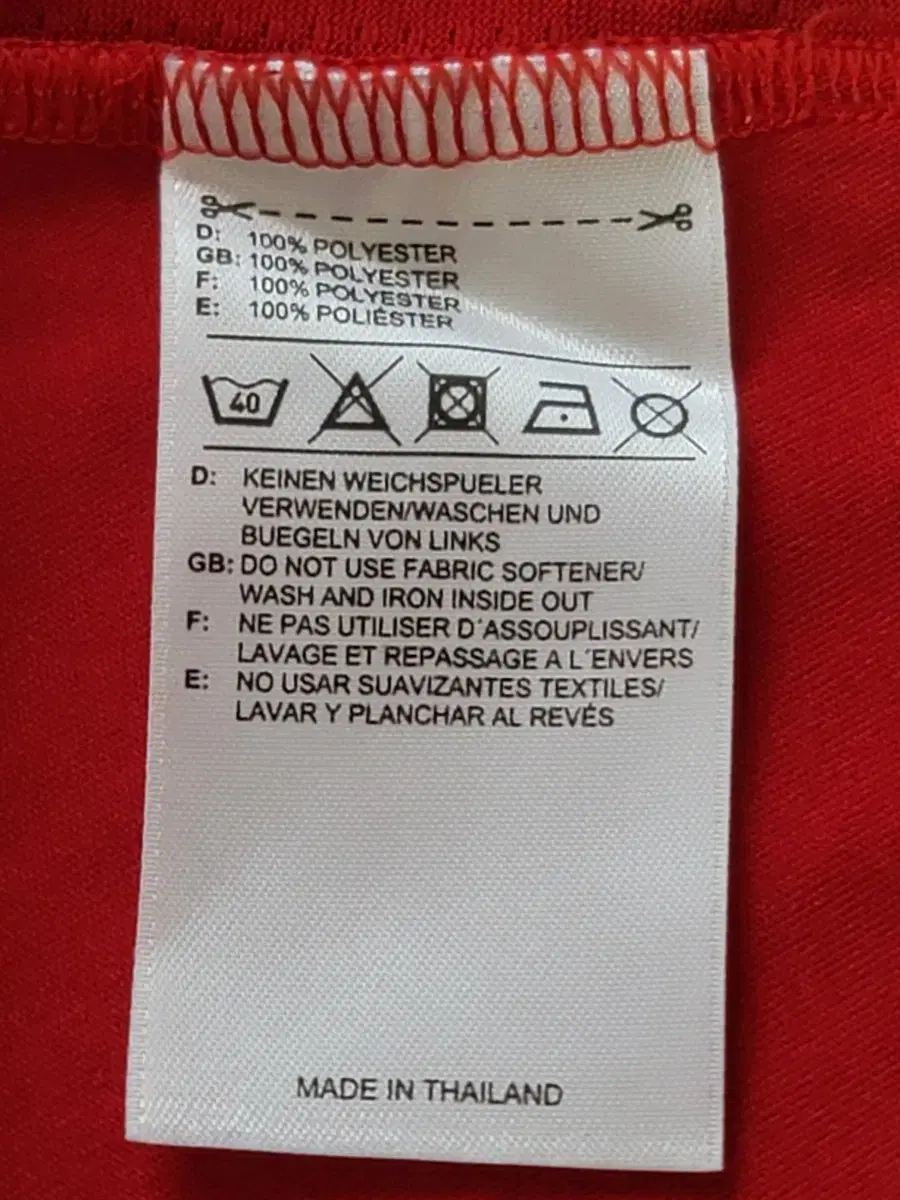 D: 100% POLYESTER
GB: 100% POLYESTER
F: 100% POLYESTER
E: 100% POLIÉSTER
40
D: KEINEN WEICHSPUELER
VERWENDEN/WASCHEN UND
BUEGELN VON LINKS
GB: DO NOT USE FABRIC SOFTENER/
WASH AND IRON INSIDE OUT
F: NE PAS UTILISER D´ASSOUPLISSANT/
LAVAGE ET REPASSAGE A L´ENVERS
E: NO USAR SUAVIZANTES TEXTILES/
LAVAR Y PLANCHAR AL REVÉS
MADE IN THAILAND